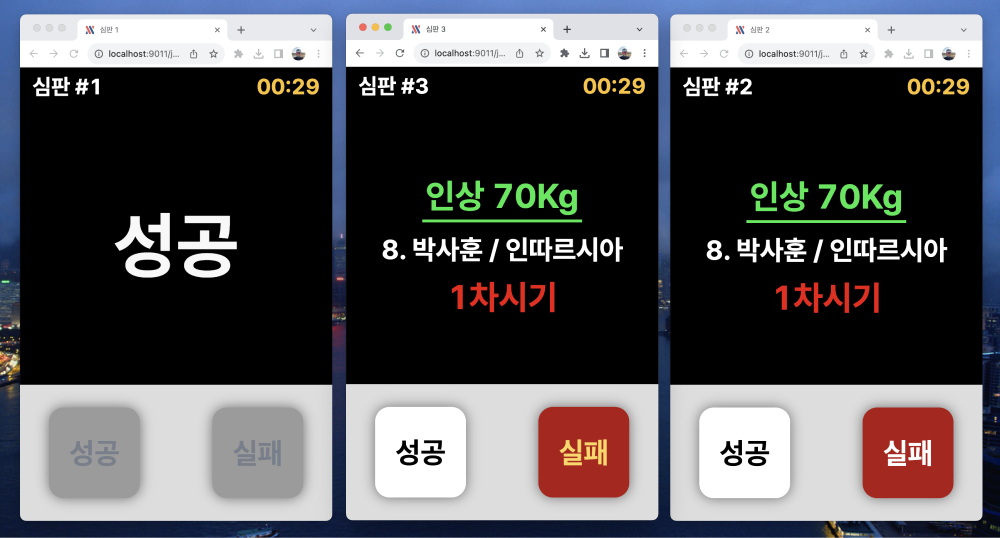 심판 1
localhost:9011/j...
심판 #1
00:29
성공
성공
실패
심판 3
localhost:9011/j...
심판 #3
00:29
인상 70Kg
8. 박사훈 / 인따르시아
1차시기
성공
실패
심판 2
localhost:9011/j...
심판 #2
00:29
인상 70Kg
8. 박사훈 / 인따르시아
1차시기
성공
실패